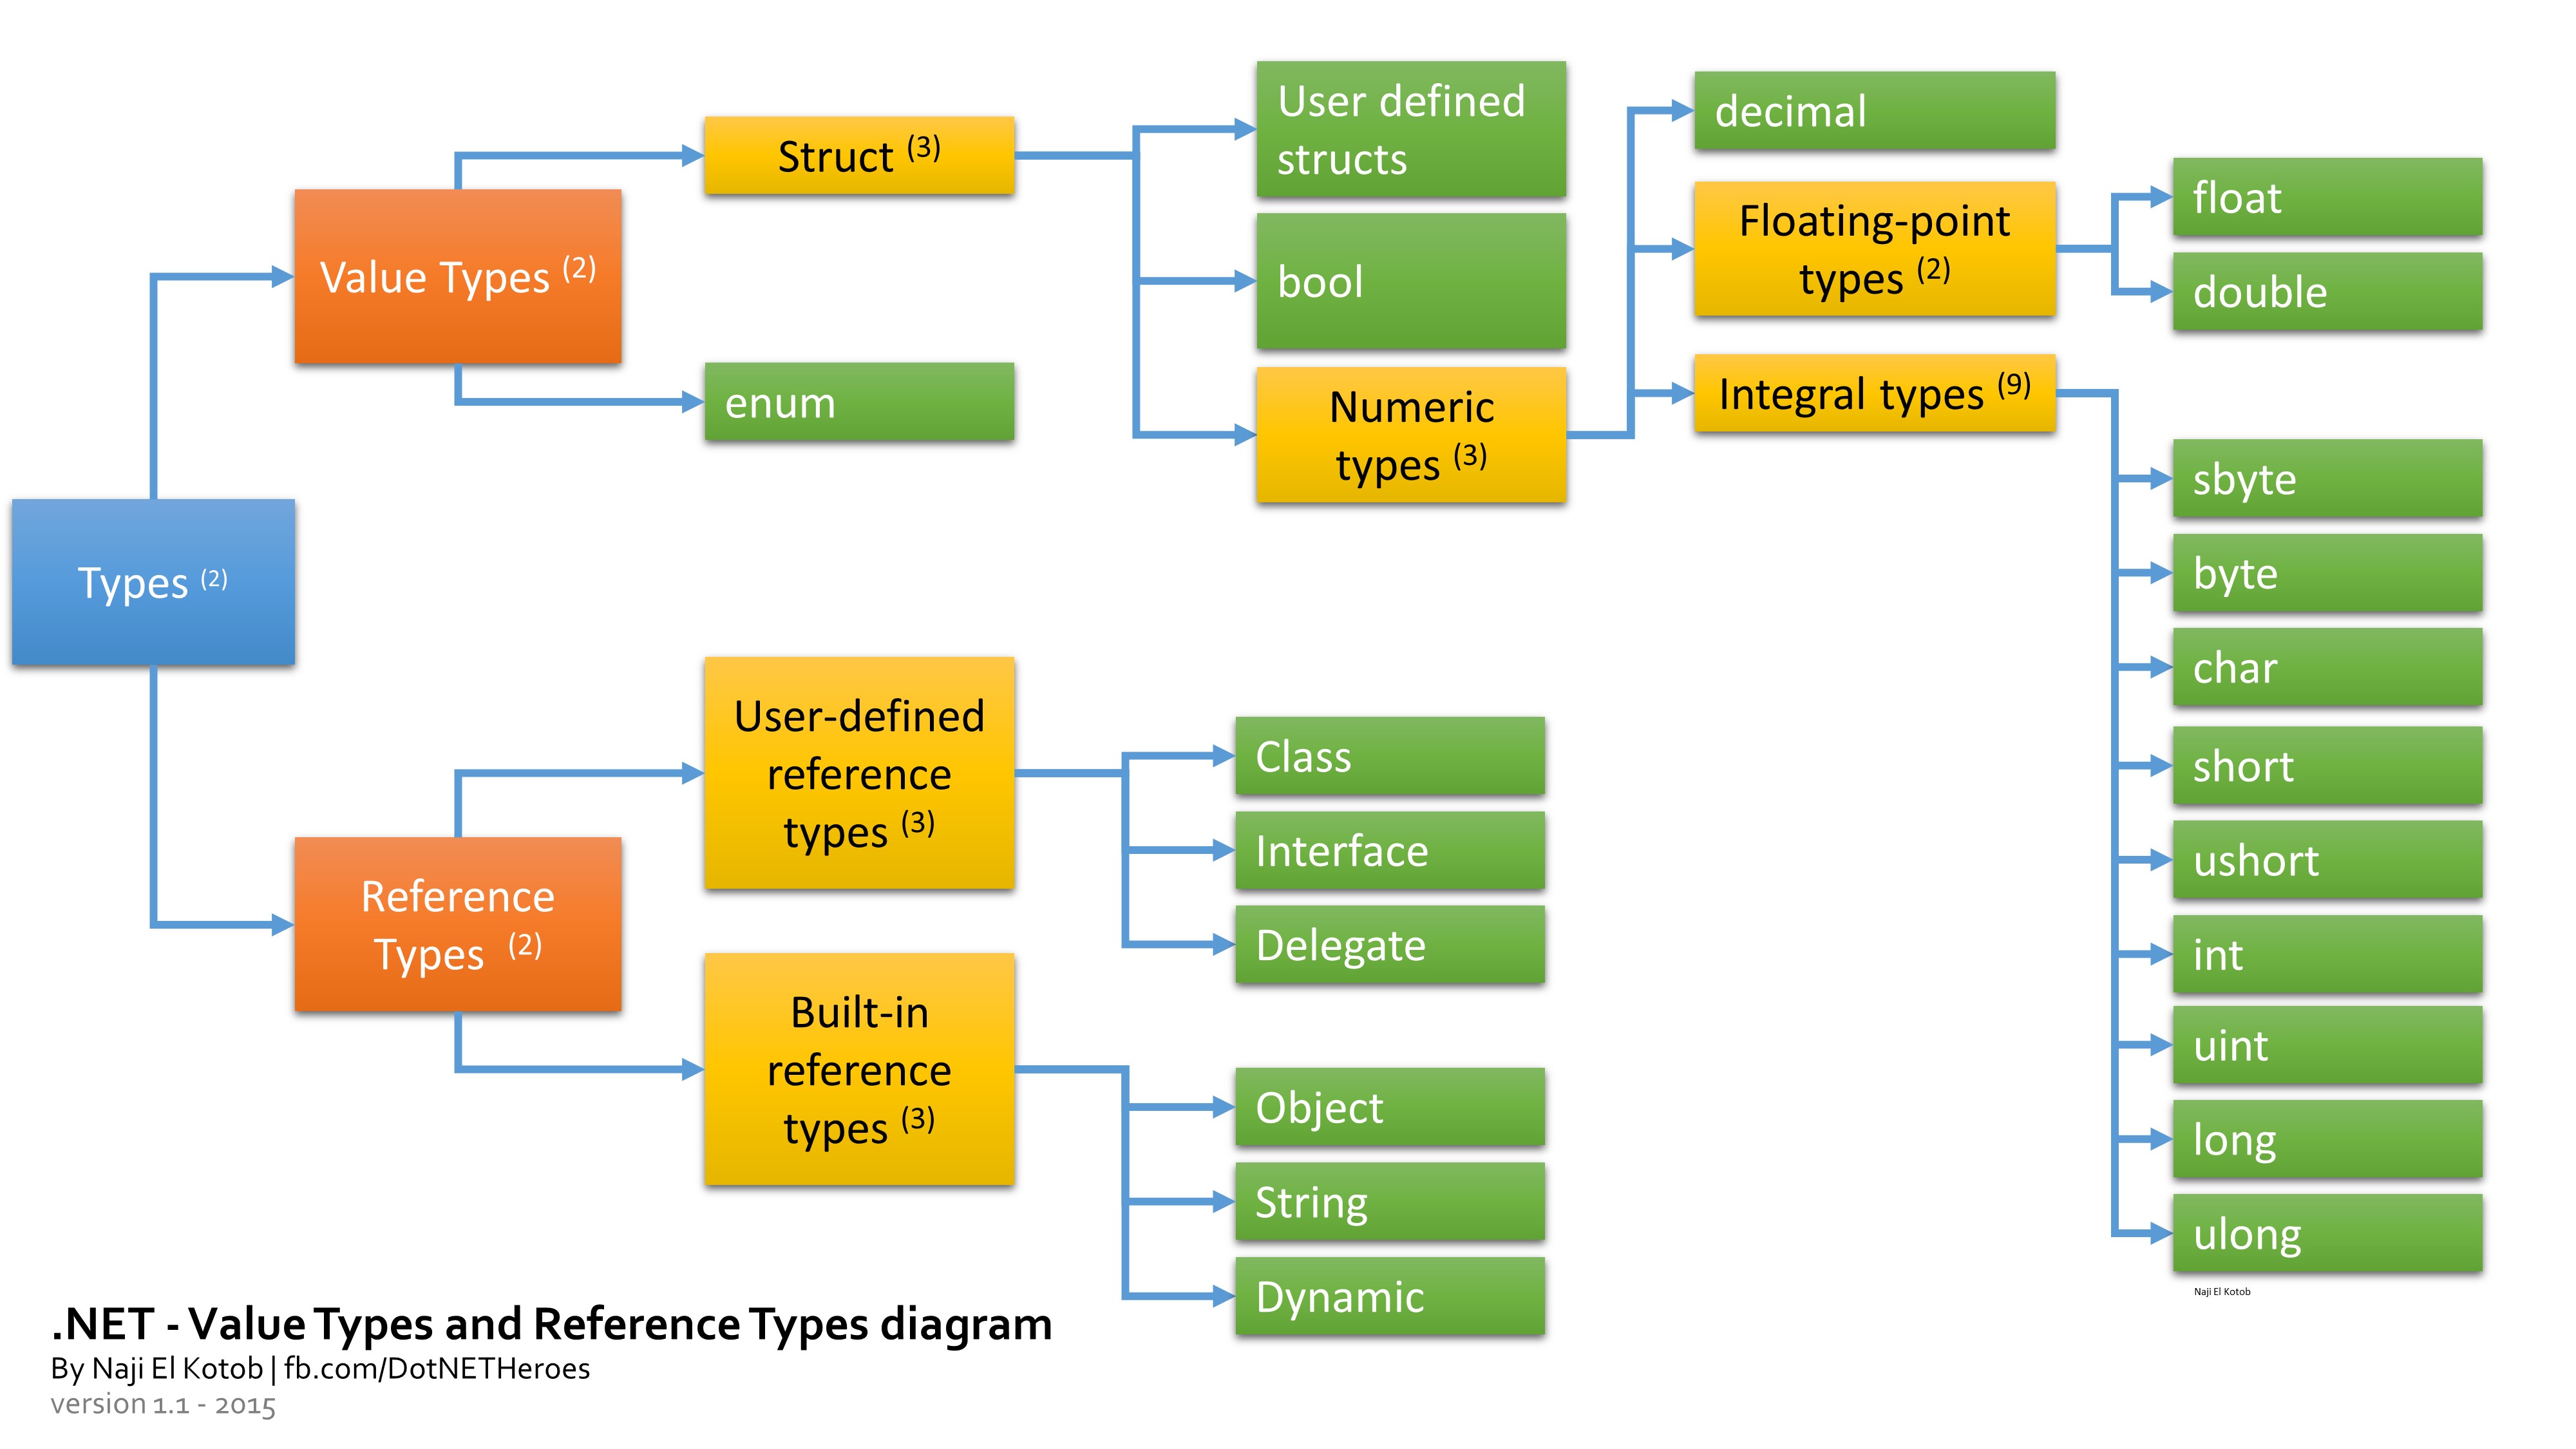 Types (2)
Value Types (2)
Struct (3)
enum
User defined
structs
bool
Numeric
types (3)
decimal
Floating-point
types (2)
Integral types (9)
float
double
sbyte
byte
char
short
ushort
int
uint
long
ulong
Naji El Kotob
Reference
Types (2)
User-defined
reference
types (3)
Class
Interface
Delegate
Built-in
reference
types (3)
Object
String
Dynamic
.NET - Value Types and Reference Types diagram
By Naji El Kotob | fb.com/DotNETHeroes
version 1.1 - 2015